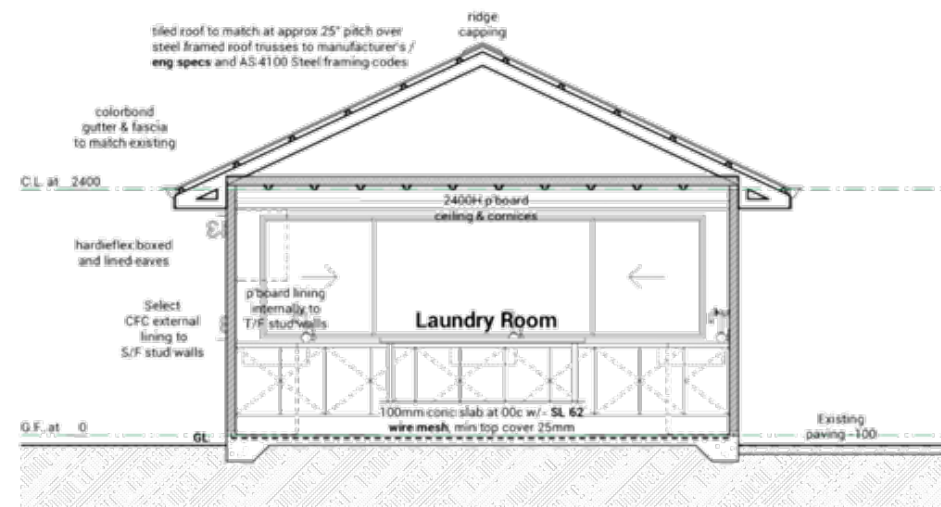 ridge
capping
tiled roof to match at approx 25° pitch over
steel framed roof trusses to manufacturer's /
eng specs and AS 4100 Steel framing codes
colorbond
gutter & fascia
to match existing
C.L. at 2400
2400H p'board
ceiling & cornices
hardieflex boxed
and lined eaves
p'board lining
internally to
T/F stud walls
Select
CFC external
lining to
S/F stud walls
Laundry Room
100mm conc slab at 00c w/- SL 62
wire mesh, min top cover 25mm
G.F. at 0
GL
Existing
paving -100